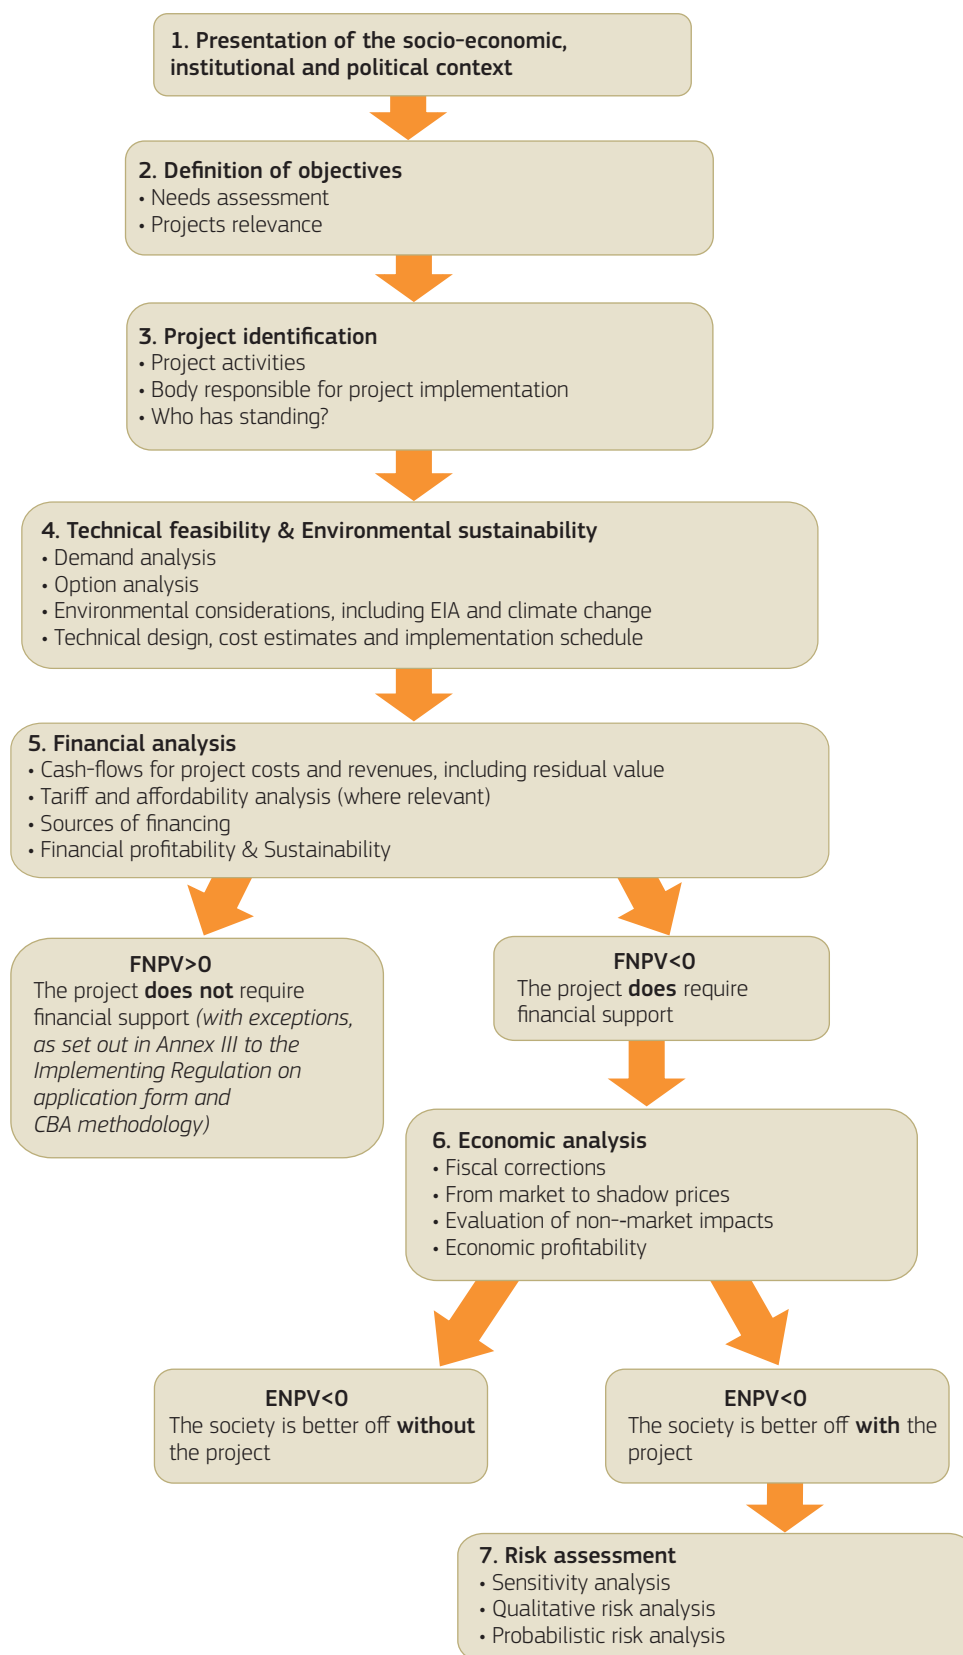 1. Presentation of the socio-economic,
institutional and political context
2. Definition of objectives
• Needs assessment
• Projects relevance
3. Project identification
• Project activities
• Body responsible for project implementation
• Who has standing?
4. Technical feasibility & Environmental sustainability
• Demand analysis
• Option analysis
• Environmental considerations, including EIA and climate change
• Technical design, cost estimates and implementation schedule
5. Financial analysis
• Cash-flows for project costs and revenues, including residual value
• Tariff and affordability analysis (where relevant)
• Sources of financing
• Financial profitability & Sustainability
FNPV>0
The project does not require
financial support (with exceptions,
as set out in Annex III to the
Implementing Regulation on
application form and
CBA methodology)
FNPV<0
The project does require
financial support
6. Economic analysis
• Fiscal corrections
• From market to shadow prices
• Evaluation of non--market impacts
• Economic profitability
ENPV<0
The society is better off without
the project
ENPV<0
The society is better off with the
project
7. Risk assessment
• Sensitivity analysis
• Qualitative risk analysis
• Probabilistic risk analysis